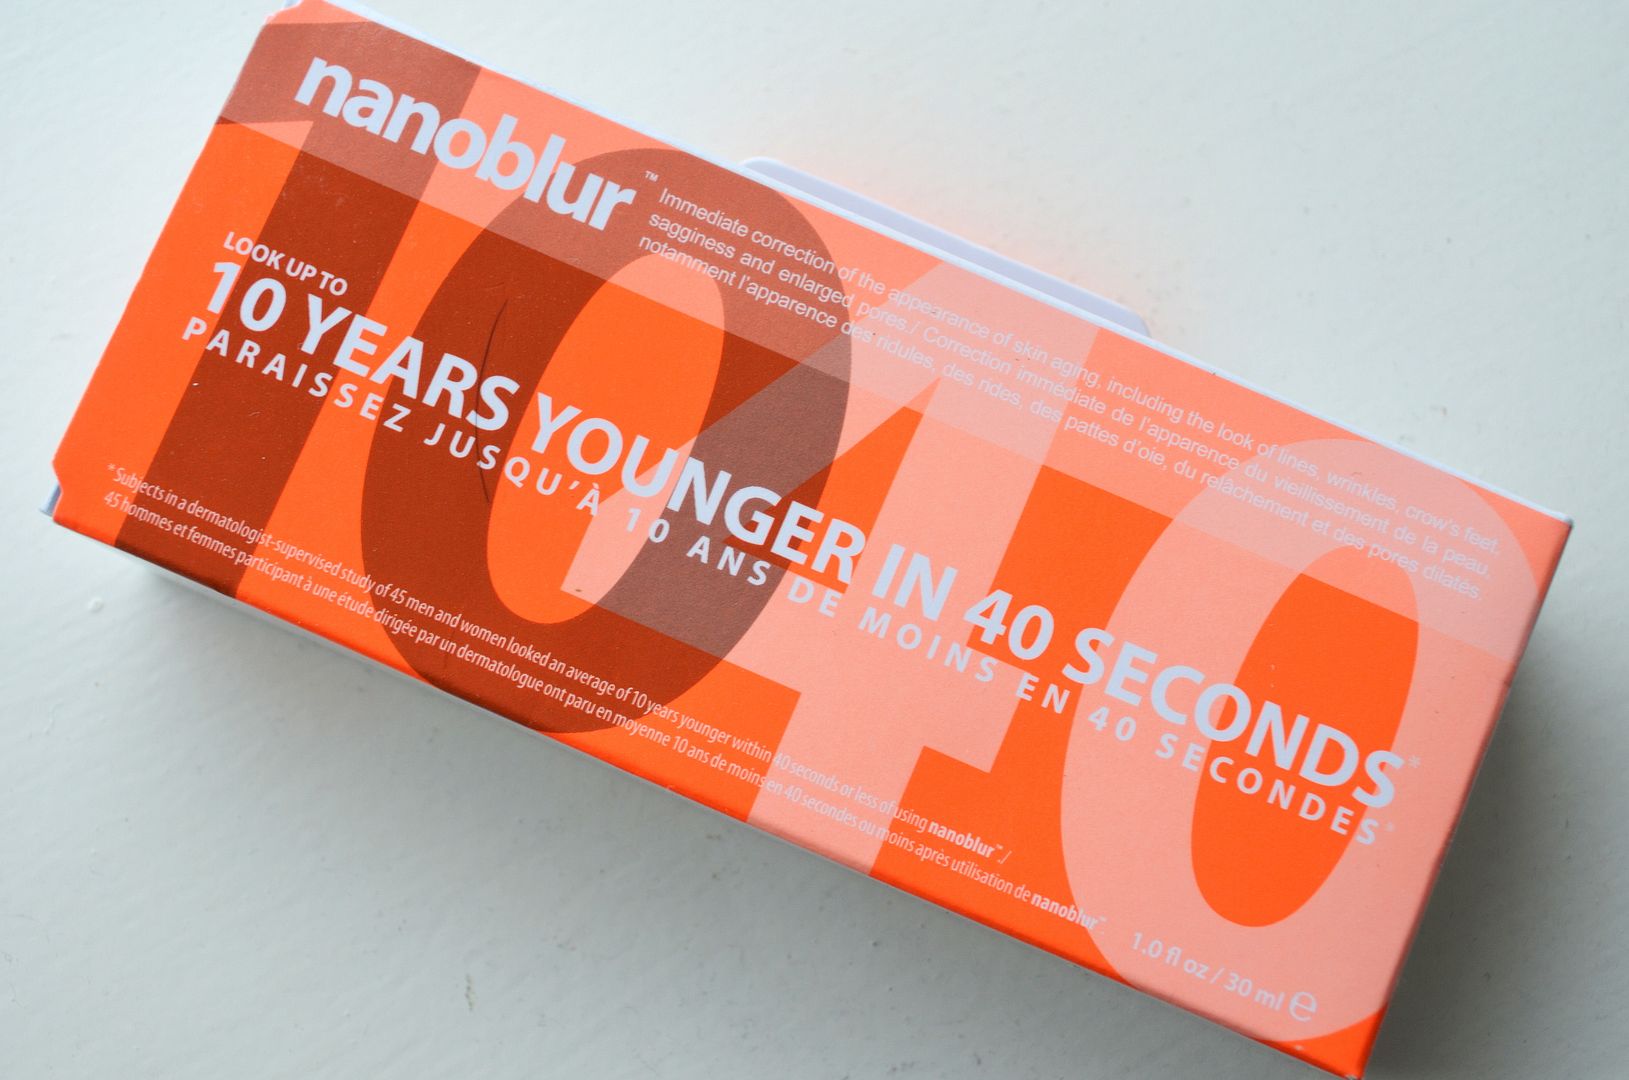 nanoblur™
Immediate correction of the appearance of skin aging, including the look of lines, wrinkles, crow's feet,
sagginess and enlarged pores./ Correction immédiate de l'apparence du vieillissement de la peau,
notamment l'apparence des ridules, des rides, des pattes d'oie, du relâchement et des pores dilatés.
LOOK UP TO
10 YEARS YOUNGER IN 40 SECONDS*
PARAISSEZ JUSQU'À 10 ANS DE MOINS EN 40 SECONDES*
*Subjects in a dermatologist-supervised study of 45 men and women looked an average of 10 years younger within 40 seconds or less of using nanoblur™./
45 hommes et femmes participant à une étude dirigée par un dermatologue ont paru en moyenne 10 ans de moins en 40 secondes ou moins après utilisation de nanoblur™.
1.0 fl oz / 30 ml ℮
10
40